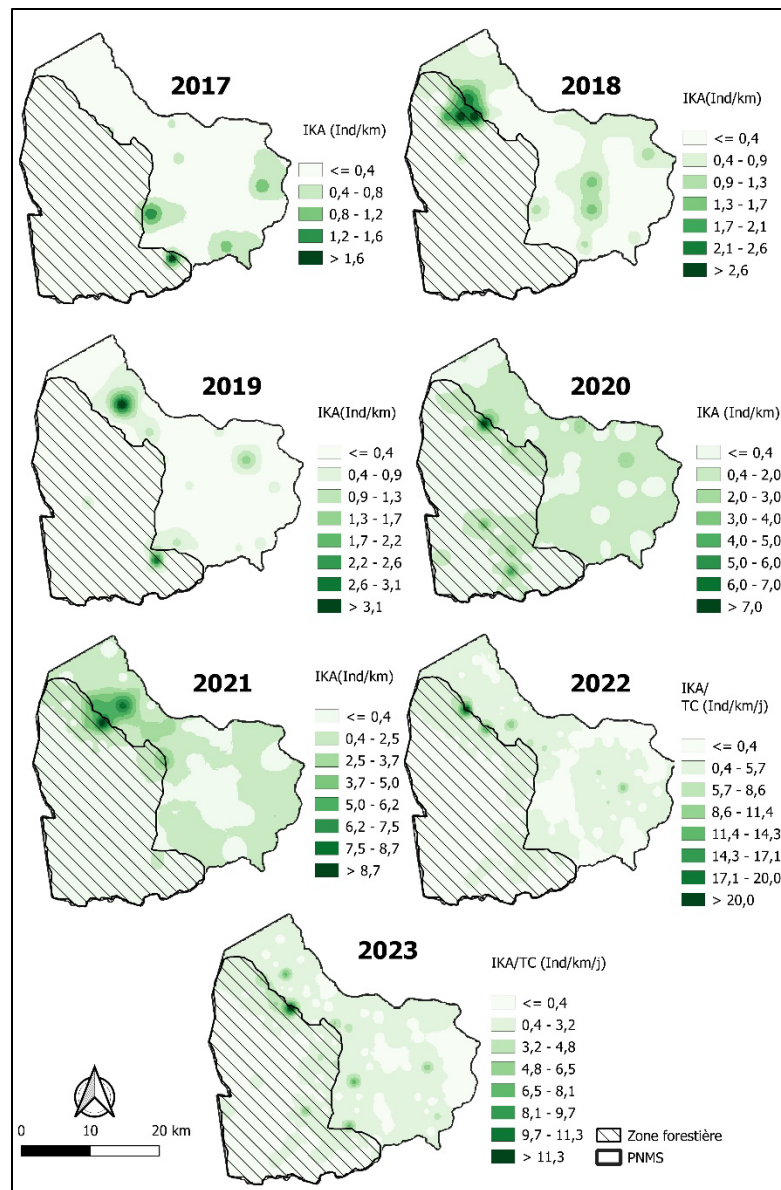 2017
IKA (Ind/km)
<= 0,4
0,4 - 0,8
0,8 - 1,2
1,2 - 1,6
> 1,6
2018
IKA(Ind/km)
<= 0,4
0,4 - 0,9
0,9 - 1,3
1,3 - 1,7
1,7 - 2,1
2,1 - 2,6
> 2,6
2019
IKA(Ind/km)
<= 0,4
0,4 - 0,9
0,9 - 1,3
1,3 - 1,7
1,7 - 2,2
2,2 - 2,6
2,6 - 3,1
> 3,1
2020
IKA (Ind/km)
<= 0,4
0,4 - 2,0
2,0 - 3,0
3,0 - 4,0
4,0 - 5,0
5,0 - 6,0
6,0 - 7,0
> 7,0
2021
IKA(Ind/km)
<= 0,4
0,4 - 2,5
2,5 - 3,7
3,7 - 5,0
5,0 - 6,2
6,2 - 7,5
7,5 - 8,7
> 8,7
2022
IKA/
TC (Ind/km/j)
<= 0,4
0,4 - 5,7
5,7 - 8,6
8,6 - 11,4
11,4 - 14,3
14,3 - 17,1
17,1 - 20,0
> 20,0
2023
IKA/TC (Ind/km/j)
<= 0,4
0,4 - 3,2
3,2 - 4,8
4,8 - 6,5
6,5 - 8,1
8,1 - 9,7
9,7 - 11,3
> 11,3
0 10 20 km
Zone forestière
PNMS